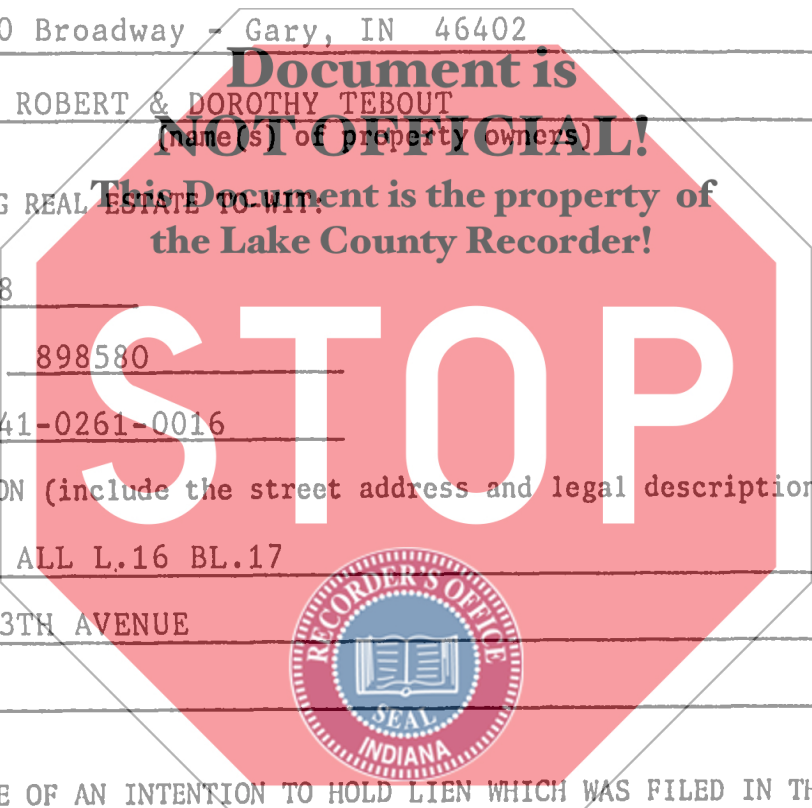 0 Broadway - Gary, IN 46402
Document is
ROBERT & DOROTHY TEBOUT
NOT OFFICIAL!
(name(s) of property owners)
This Document is the property of
G REAL ESTATE TO-WIT:
the Lake County Recorder!
8
STOP
898580
41-0261-0016
ON (include the street address and legal description
ALL L.16 BL.17
3TH AVENUE
RECORDER'S OFFICE
SEAL
INDIANA
E OF AN INTENTION TO HOLD LIEN WHICH WAS FILED IN TH